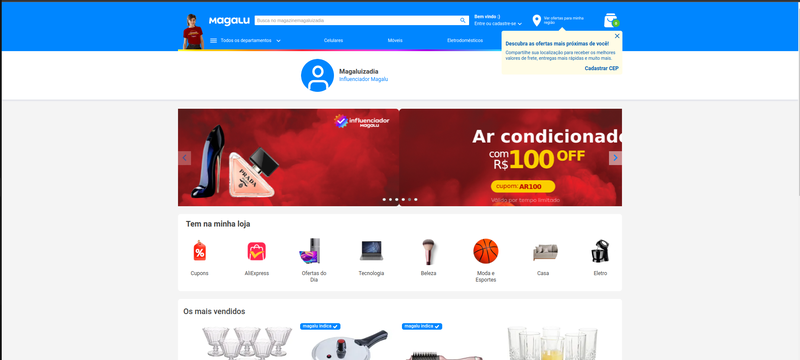 Magalu
Busca no magazinemagaluizadia
Bem vindo :)
Entre ou cadastre-se
Ver ofertas para minha
região
0
Todos os departamentos
Celulares
Móveis
Eletrodomésticos
Descubra as ofertas mais próximas de você!
Compartilhe sua localização para receber os melhores
valores de frete, entregas mais rápidas e muito mais.
Cadastrar CEP
Magaluizadia
Influenciador Magalu
influenciador
MAGALU
PRADA
Ar condicionado
com
R$100 OFF
cupom: AR100
Válido por tempo limitado
Tem na minha loja
Cupons
AliExpress
Ofertas do
Dia
Tecnologia
Beleza
Moda e
Esportes
Casa
Eletro
Os mais vendidos
magalu indica
magalu indica